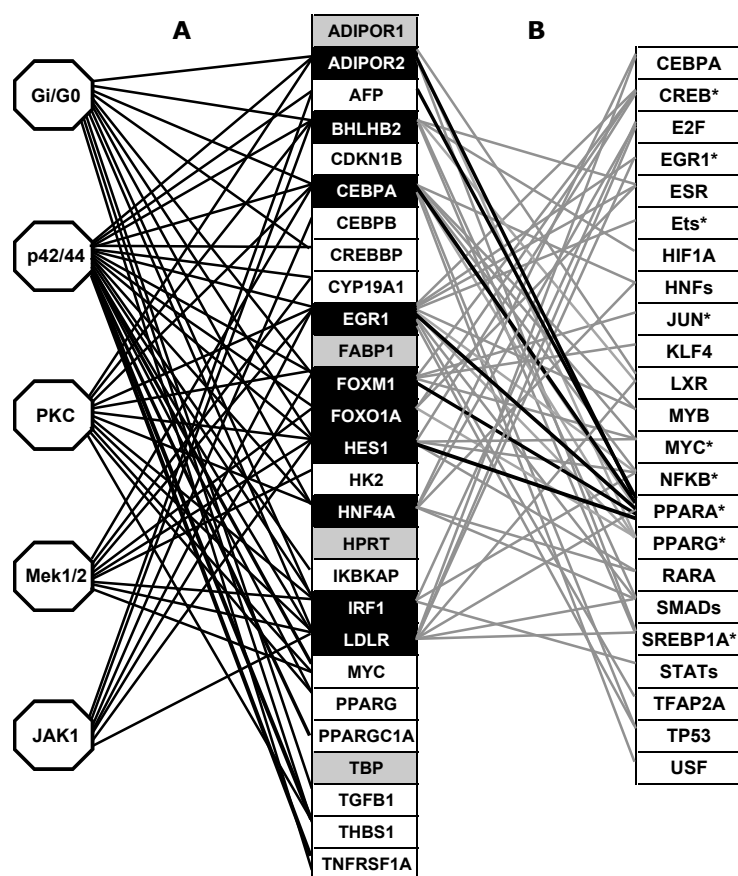 A
B
Gi/G0
p42/44
PKC
Mek1/2
JAK1
ADIPOR1
ADIPOR2
AFP
BHLHB2
CDKN1B
CEBPA
CEBPB
CREBBP
CYP19A1
EGR1
FABP1
FOXM1
FOXO1A
HES1
HK2
HNF4A
HPRT
IKBKAP
IRF1
LDLR
MYC
PPARG
PPARGC1A
TBP
TGFB1
THBS1
TNFRSF1A
CEBPA
CREB*
E2F
EGR1*
ESR
Ets*
HIF1A
HNFs
JUN*
KLF4
LXR
MYB
MYC*
NFKB*
PPARA*
PPARG*
RARA
SMADs
SREBP1A*
STATs
TFAP2A
TP53
USF